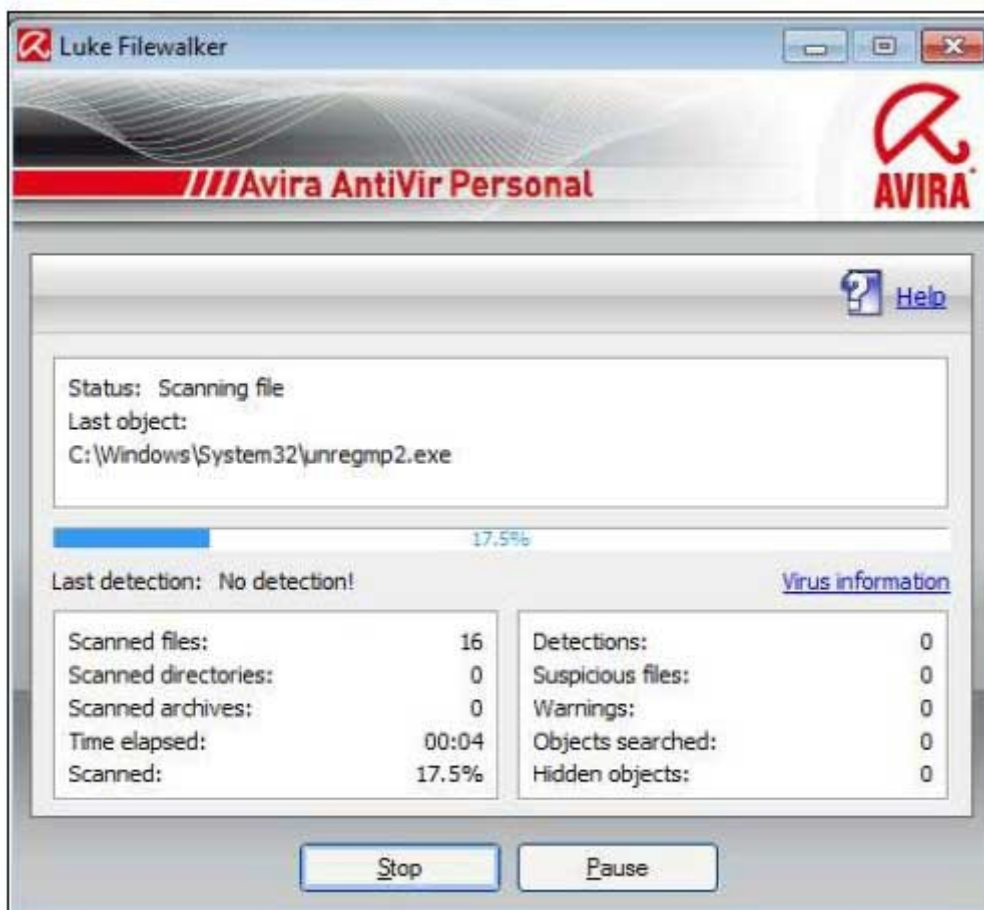 Luke Filewalker
////Avira AntiVir Personal
AVIRA
Help
Status: Scanning file
Last object:
C:\Windows\System32\unregmp2.exe
17.5%
Last detection: No detection!
Virus information
Scanned files: 16
Scanned directories: 0
Scanned archives: 0
Time elapsed: 00:04
Scanned: 17.5%
Detections: 0
Suspicious files: 0
Warnings: 0
Objects searched: 0
Hidden objects: 0
Stop
Pause